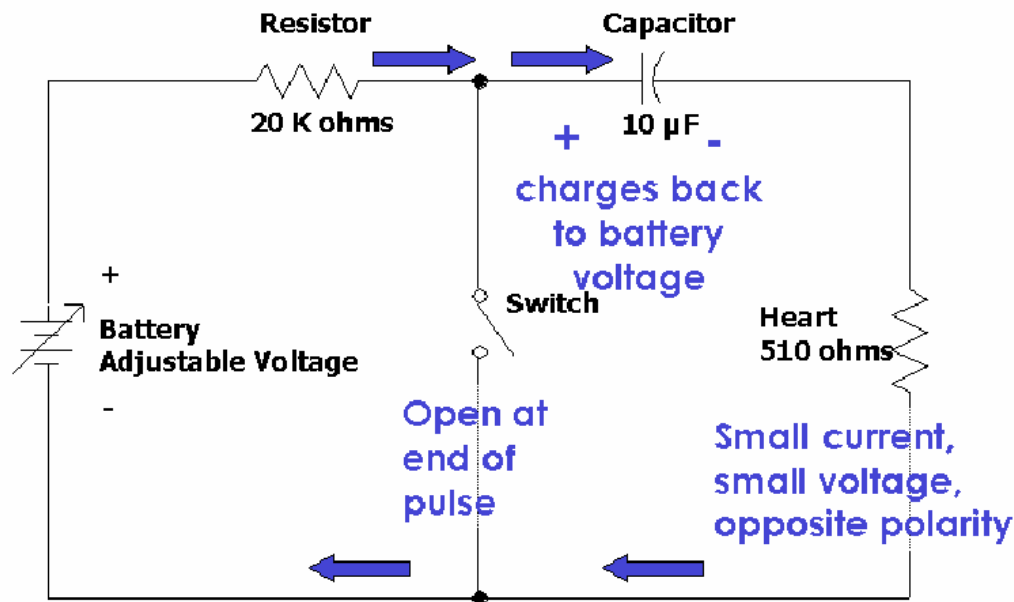 Resistor
Capacitor
20 K ohms
10 µF
+ -
charges back
to battery
voltage
+
Battery
Adjustable Voltage
-
Switch
Heart
510 ohms
Open at
end of
pulse
Small current,
small voltage,
opposite polarity